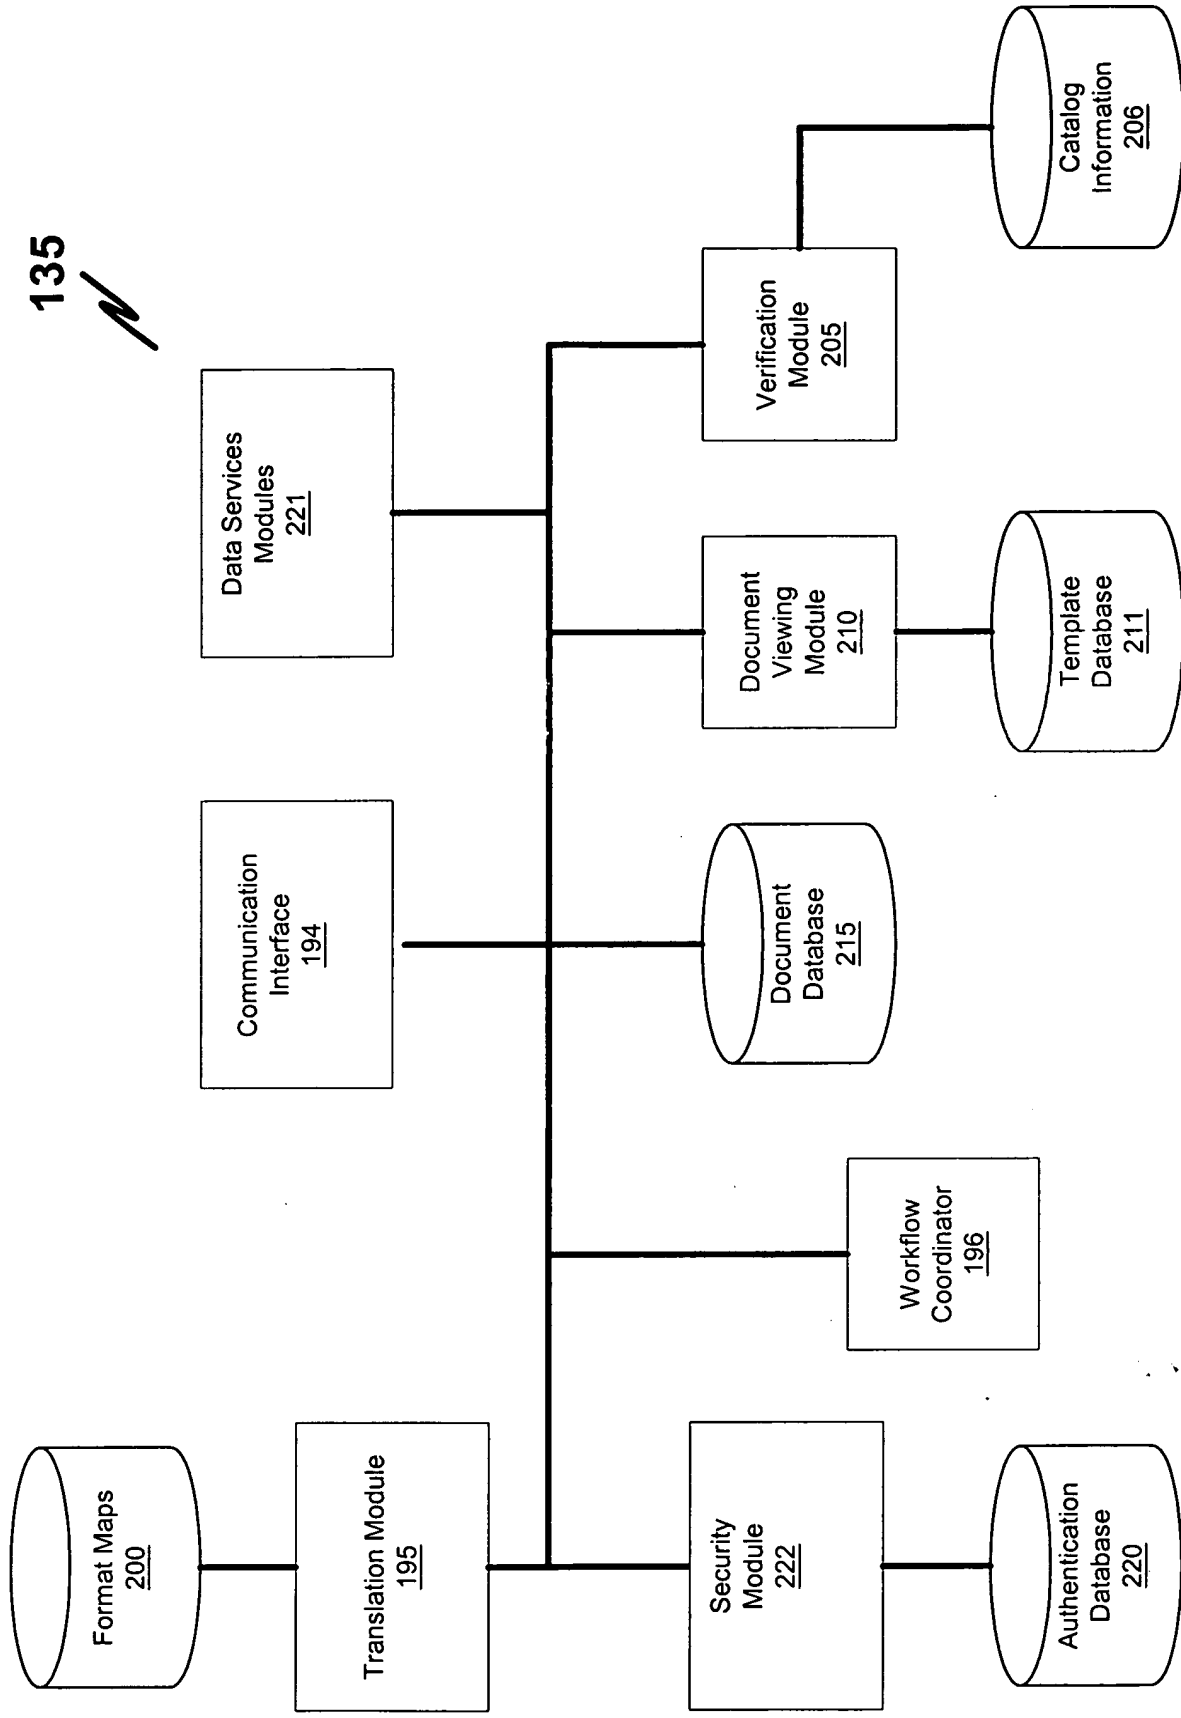 135
Format Maps
200
Translation Module
195
Communication
Interface
194
Data Services
Modules
221
Security
Module
222
Authentication
Database
220
Workflow
Coordinator
196
Document
Database
215
Document
Viewing
Module
210
Template
Database
211
Verification
Module
205
Catalog
Information
206